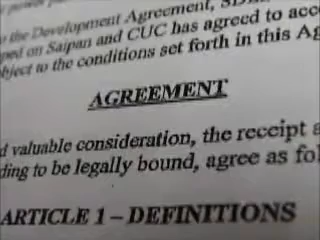 the Development Agreement,
ped on Saipan and CUC has agreed to acc
bject to the conditions set forth in this Ag
AGREEMENT
d valuable consideration, the receipt a
ding to be legally bound, agree as fol
ARTICLE 1 – DEFINITIONS